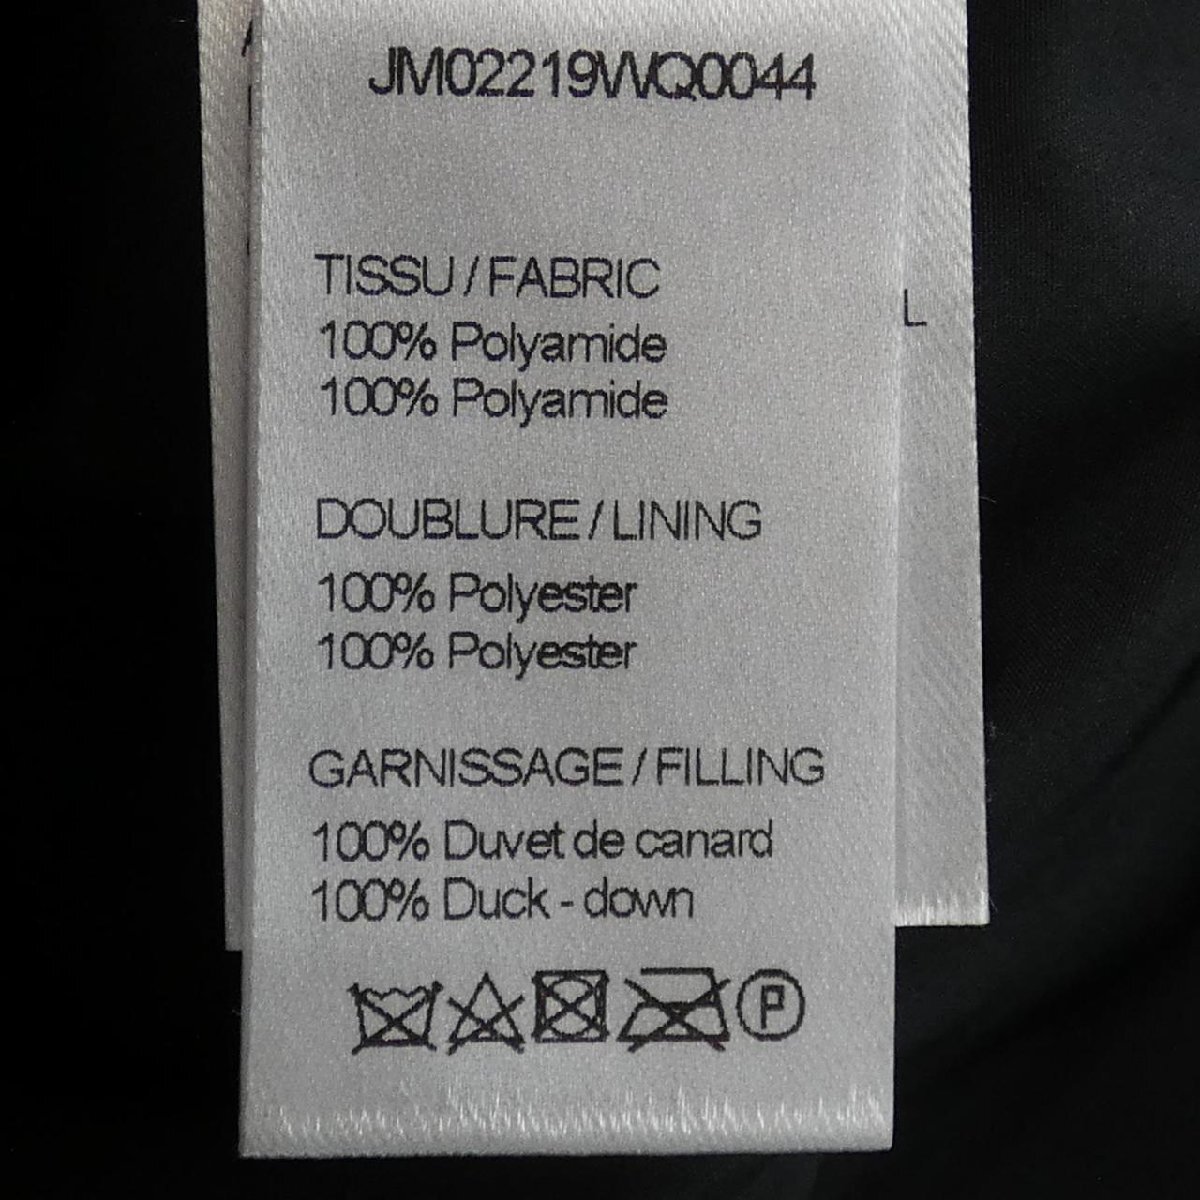 JM02219WQ0044
TISSU / FABRIC
100% Polyamide
100% Polyamide
DOUBLURE / LINING
100% Polyester
100% Polyester
GARNISSAGE / FILLING
100% Duvet de canard
100% Duck - down
P
L